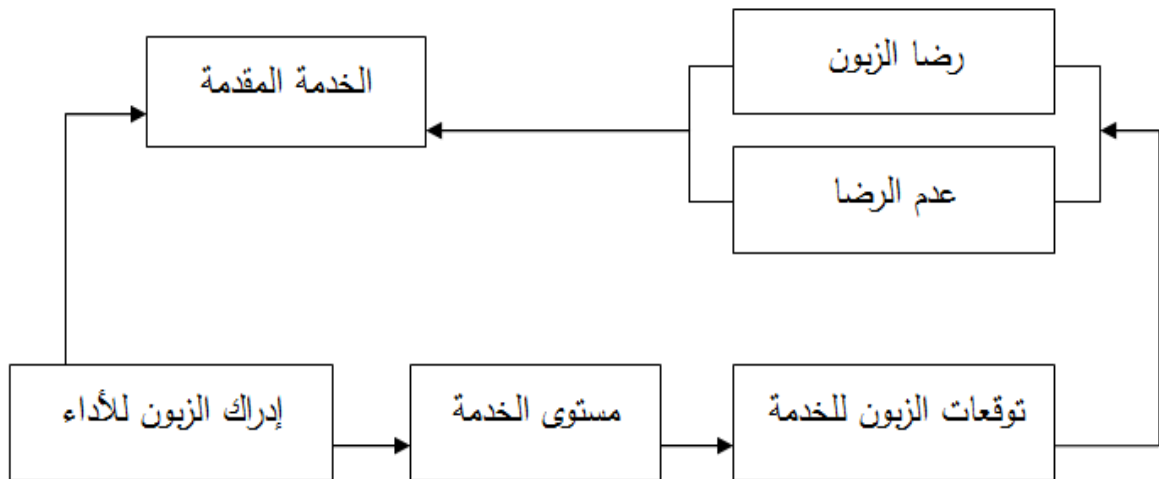 رضا الزبون
الخدمة المقدمة
عدم الرضا
توقعات الزبون للخدمة
مستوى الخدمة
إدراك الزبون للأداء